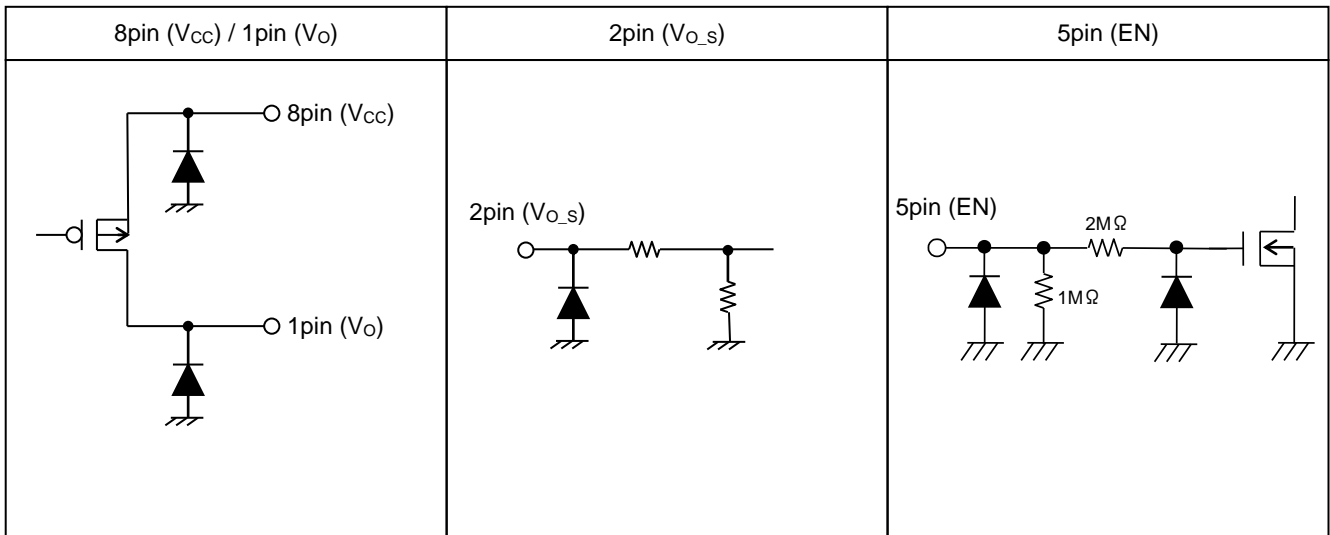 8pin (VCC) / 1pin (VO)
2pin (VO_S)
5pin (EN)
8pin (VCC)
1pin (VO)
2pin (VO_S)
5pin (EN)
2MΩ
1MΩ